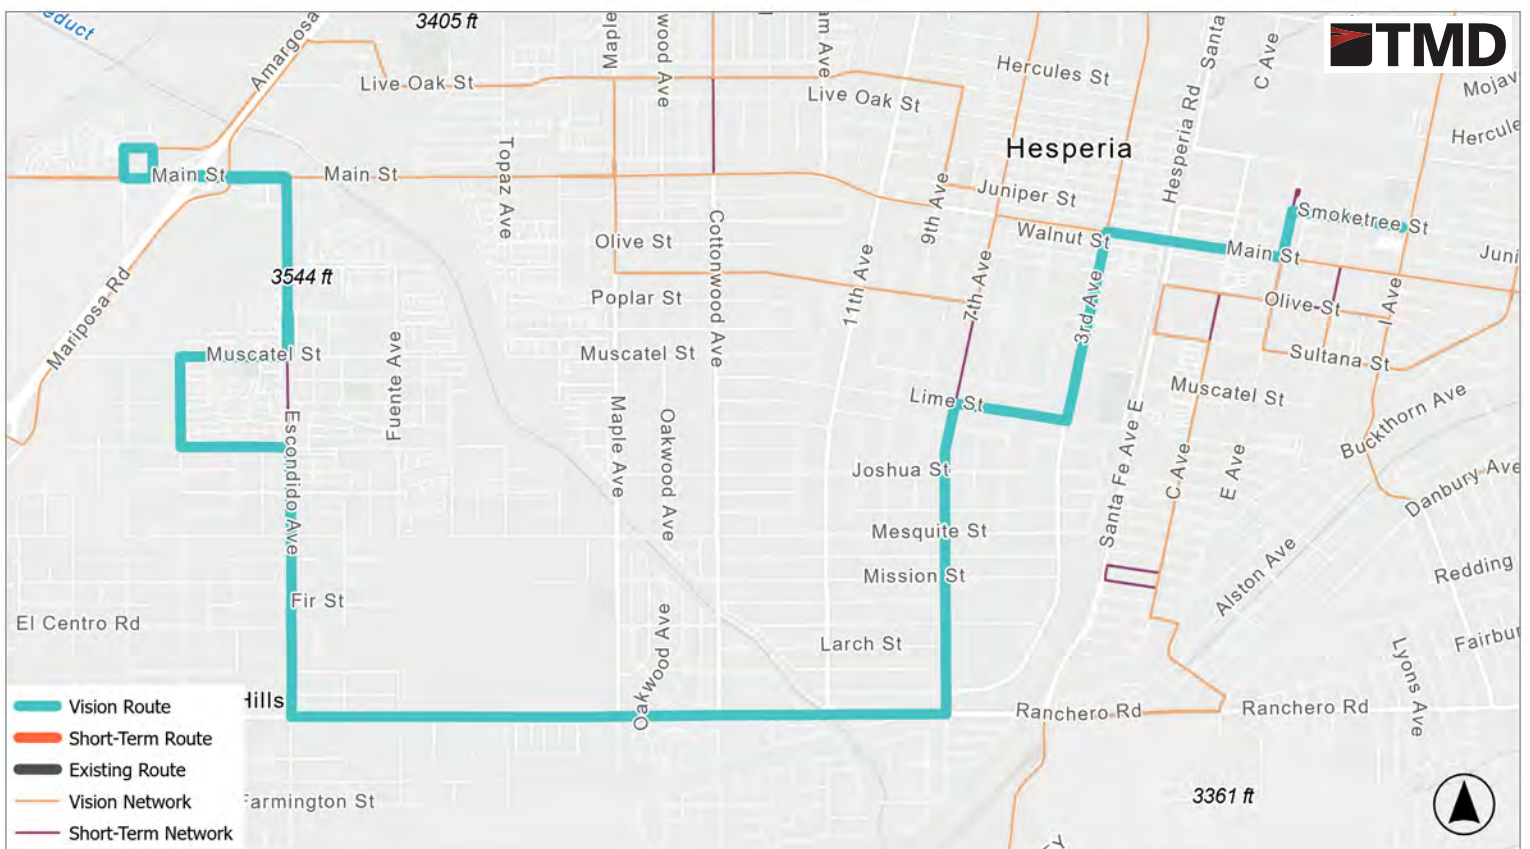 educt
3405 ft
Amargosa
Maple
wood Ave
am Ave
Santa
C Ave
TMD
Live Oak St
Live Oak St
Hercules St
Mojav
Hercule
Hesperia
Hesperia Rd
Main St
Main St
Topaz Ave
9th Ave
Juniper St
Smoketree St
Walnut St
Main St
Juni
Olive St
Cottonwood Ave
11th Ave
7th Ave
3rd Ave
3544 ft
Mariposa Rd
Poplar St
Olive St
I Ave
Muscatel St
Fuente Ave
Muscatel St
Sultana St
Lime St
Muscatel St
Buckthorn Ave
Escondido Ave
Maple Ave
Oakwood Ave
Joshua St
Santa Fe Ave E
C Ave
E Ave
Danbury Ave
Mesquite St
Mission St
Alston Ave
Redding
Fir St
El Centro Rd
Oakwood Ave
Larch St
Lyons Ave
Fairbur
Hills
Ranchero Rd
Ranchero Rd
Vision Route
Short-Term Route
Existing Route
Vision Network
Short-Term Network
Farmington St
3361 ft